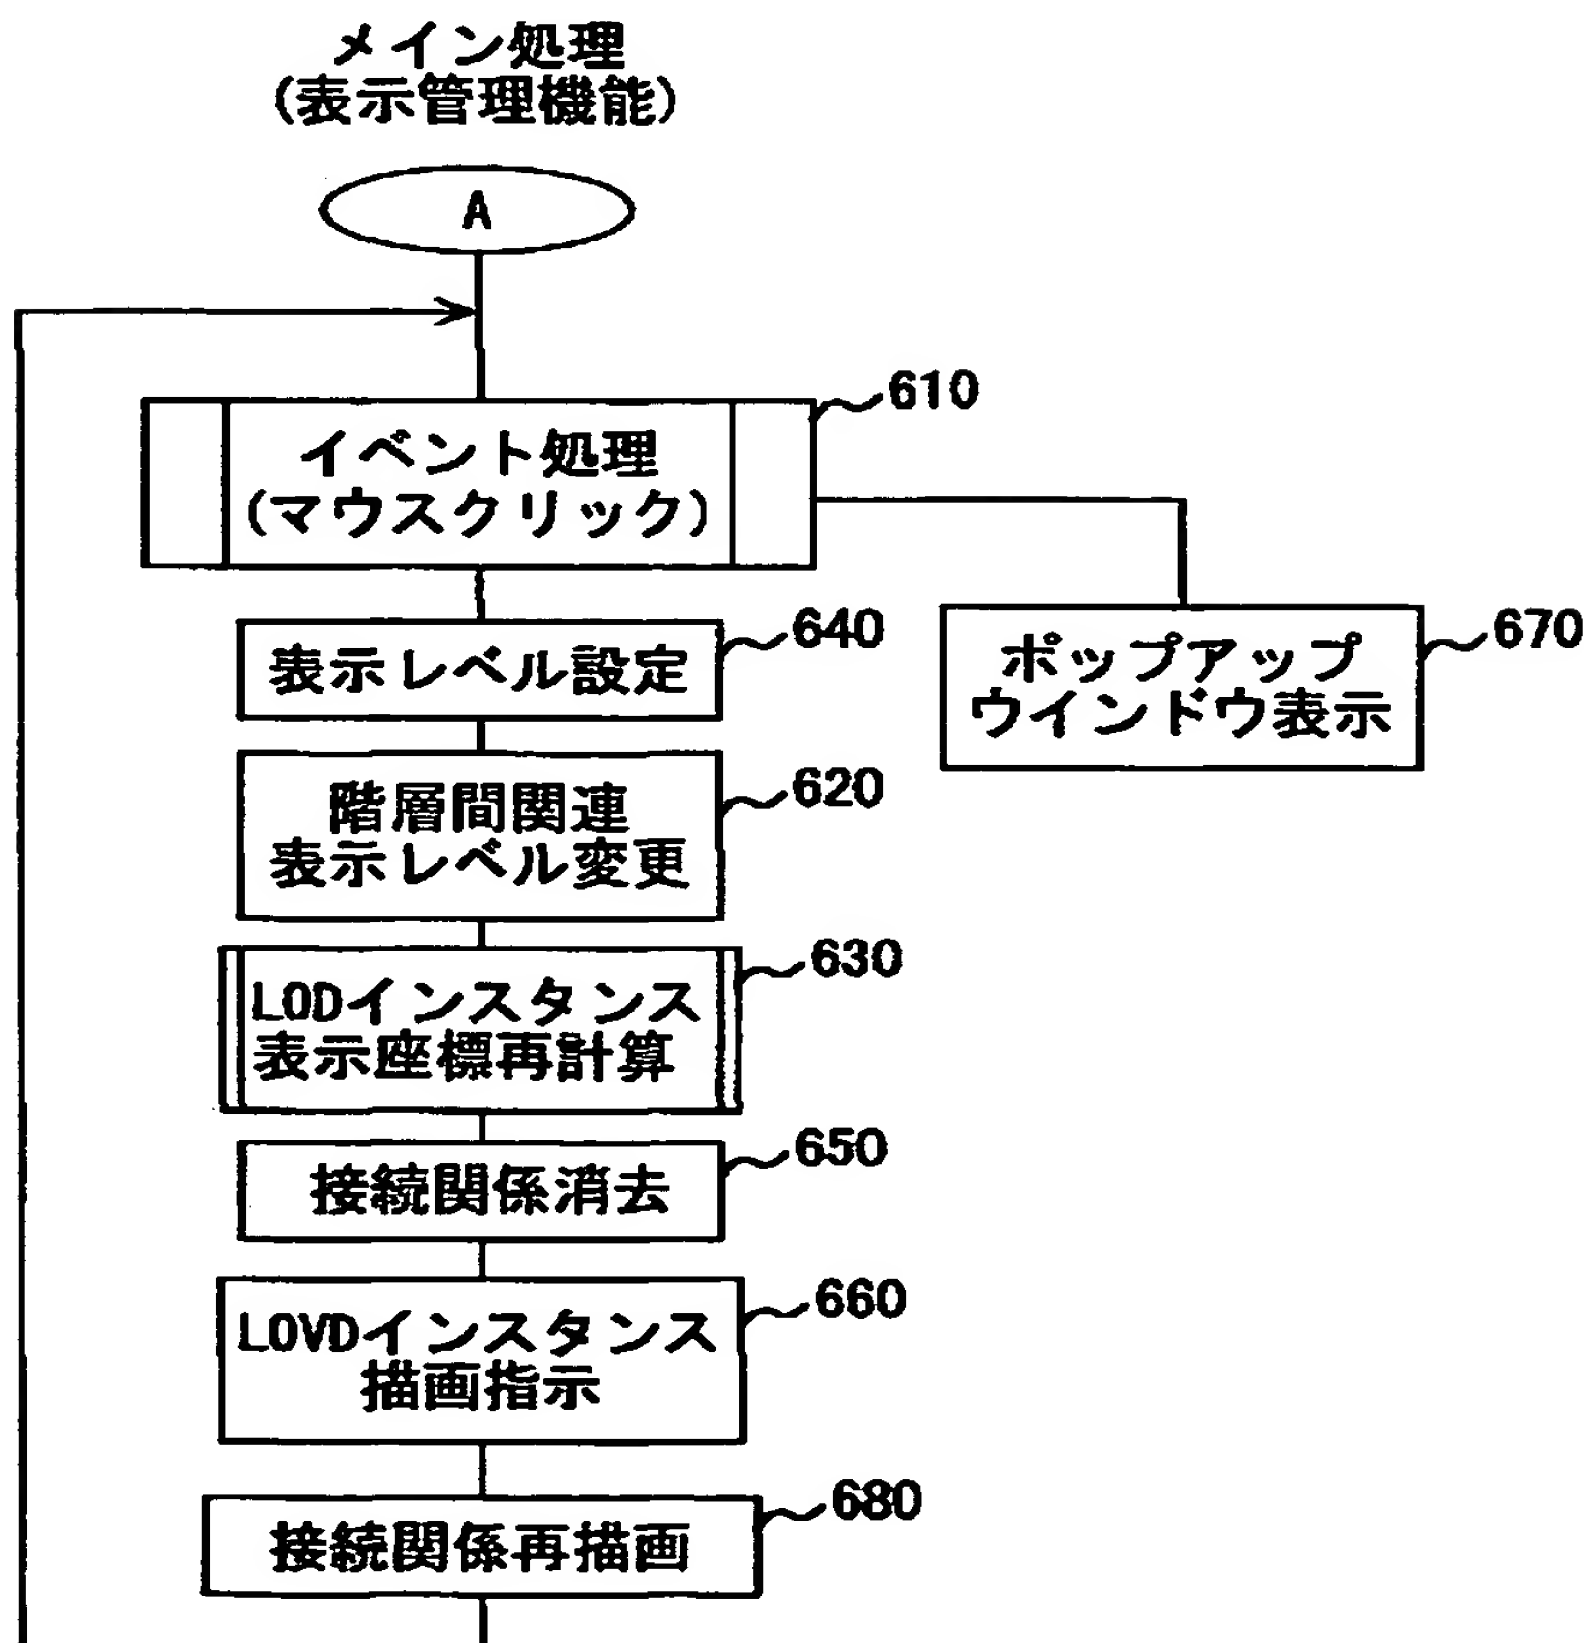 メイン処理
(表示管理機能)
A
610
イベント処理
(マウスクリック)
640
表示レベル設定
670
ポップアップ
ウインドウ表示
620
階層間関連
表示レベル変更
630
LODインスタンス
表示座標再計算
650
接続関係消去
660
LOVDインスタンス
描画指示
680
接続関係再描画